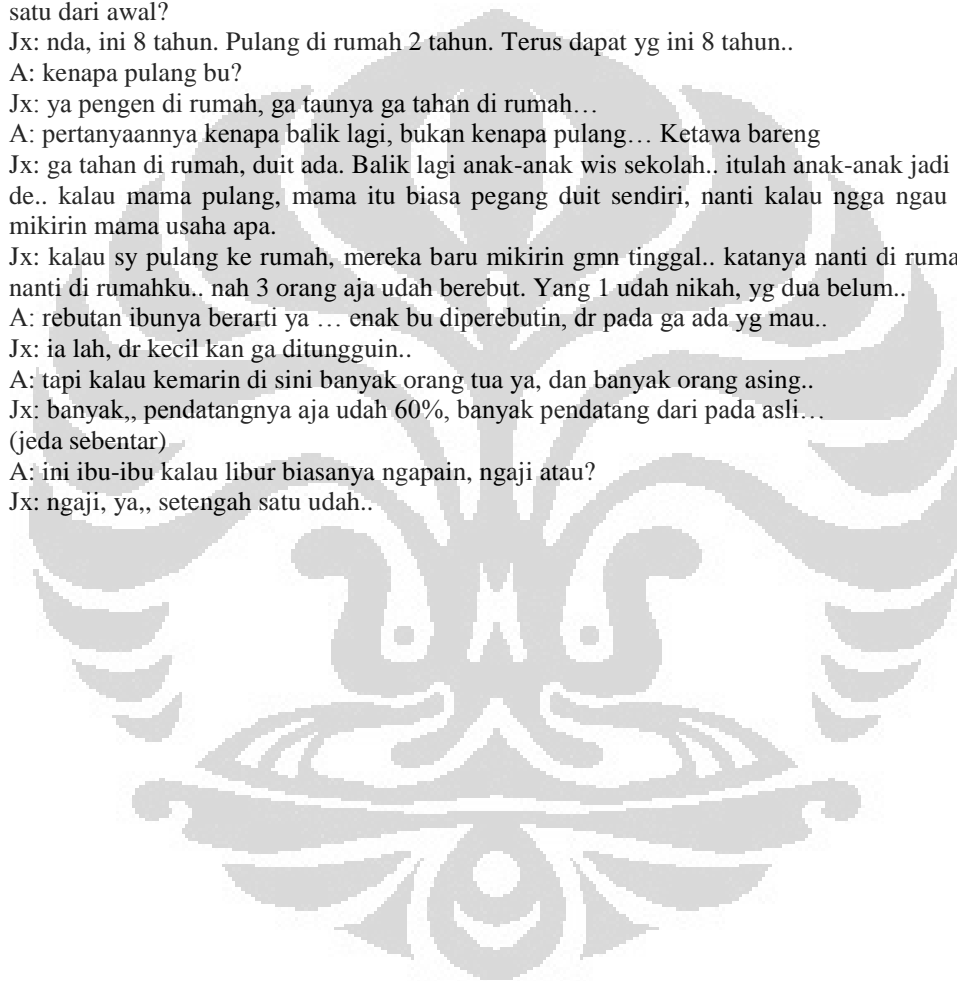 satu dari awal?
Jx: nda, ini 8 tahun. Pulang di rumah 2 tahun. Terus dapat yg ini 8 tahun..
A: kenapa pulang bu?
Jx: ya pengen di rumah, ga taunya ga tahan di rumah…
A: pertanyaannya kenapa balik lagi, bukan kenapa pulang… Ketawa bareng
Jx: ga tahan di rumah, duit ada. Balik lagi anak-anak wis sekolah.. itulah anak-anak jadi
de.. kalau mama pulang, mama itu biasa pegang duit sendiri, nanti kalau ngga ngau
mikirin mama usaha apa.
Jx: kalau sy pulang ke rumah, mereka baru mikirin gmn tinggal.. katanya nanti di ruma
nanti di rumahku.. nah 3 orang aja udah berebut. Yang 1 udah nikah, yg dua belum..
A: rebutan ibunya berarti ya … enak bu diperebutin, dr pada ga ada yg mau..
Jx: ia lah, dr kecil kan ga ditungguin..
A: tapi kalau kemarin di sini banyak orang tua ya, dan banyak orang asing..
Jx: banyak,, pendatangnya aja udah 60%, banyak pendatang dari pada asli…
(jeda sebentar)
A: ini ibu-ibu kalau libur biasanya ngapain, ngaji atau?
Jx: ngaji, ya,, setengah satu udah..